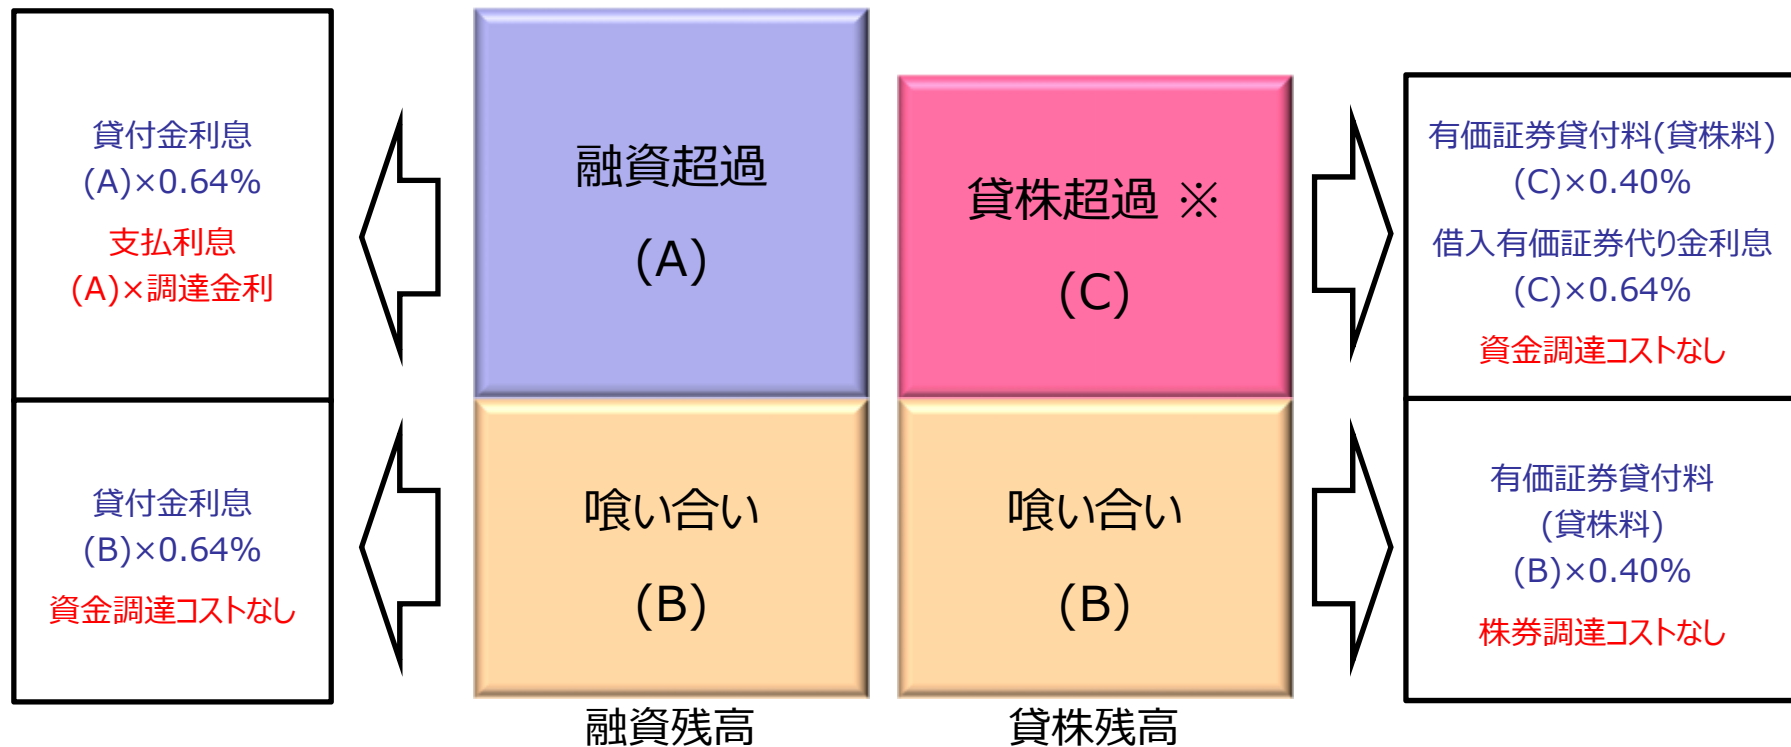 貸付金利息
(A)×0.64%
支払利息
(A)×調達金利
貸付金利息
(B)×0.64%
資金調達コストなし
融資超過
(A)
喰い合い
(B)
融資残高
貸株超過 ※
(C)
喰い合い
(B)
貸株残高
有価証券貸付料(貸株料)
(C)×0.40%
借入有価証券代り金利息
(C)×0.64%
資金調達コストなし
有価証券貸付料
(貸株料)
(B)×0.40%
株券調達コストなし